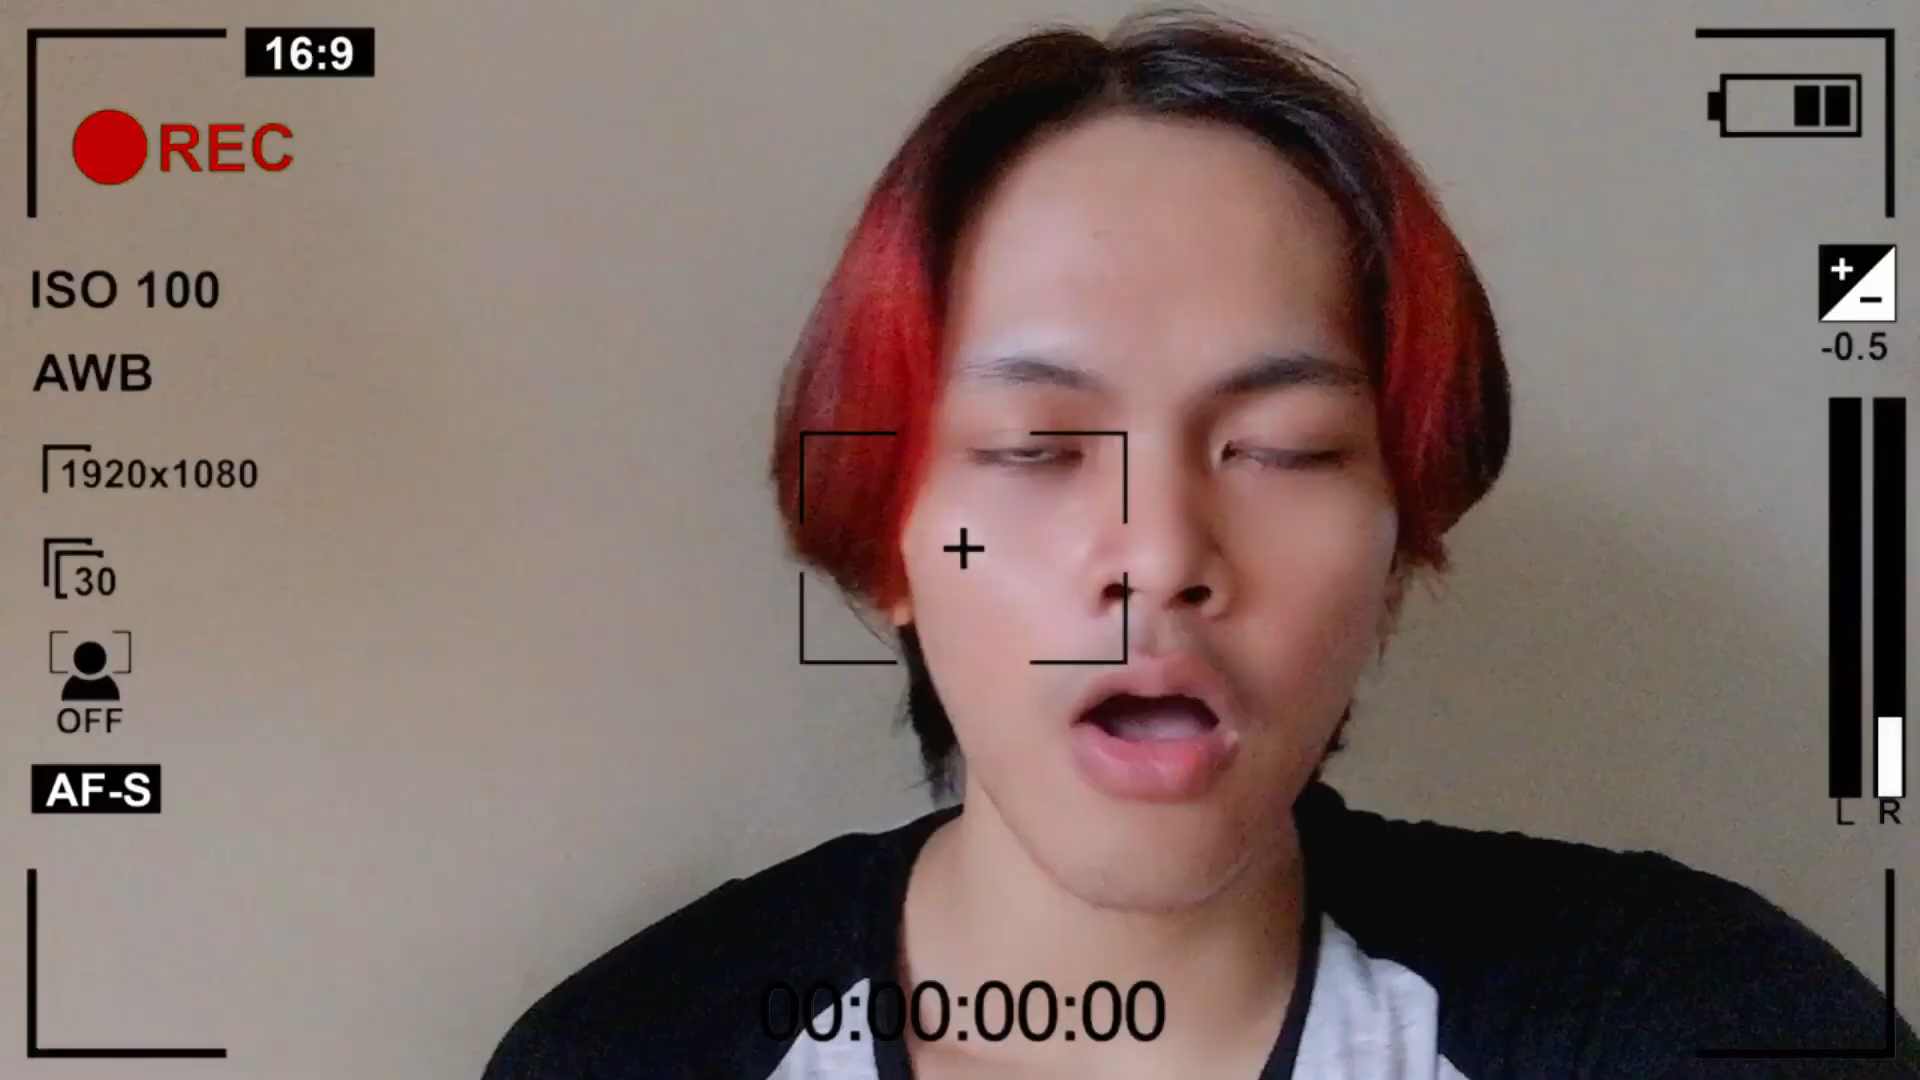 16:9
REC
ISO 100
AWB
1920x1080
30
OFF
AF-S
+
-
-0.5
L R
00:00:00:00